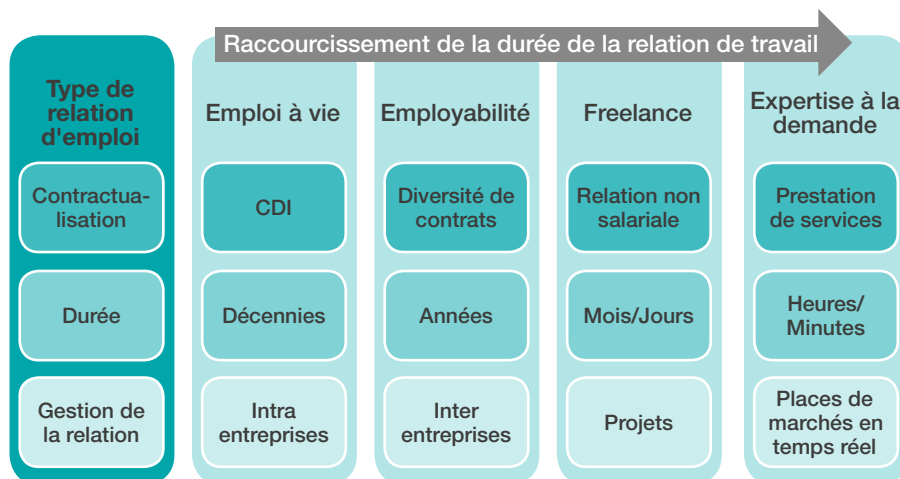 Raccourcissement de la durée de la relation de travail
Type de
relation
d'emploi
Emploi à vie
Employabilité
Freelance
Expertise à la
demande
Contractua-
lisation
CDI
Diversité de
contrats
Relation non
salariale
Prestation
de services
Durée
Décennies
Années
Mois/Jours
Heures/
Minutes
Gestion de
la relation
Intra
entreprises
Inter
entreprises
Projets
Places de
marchés en
temps réel